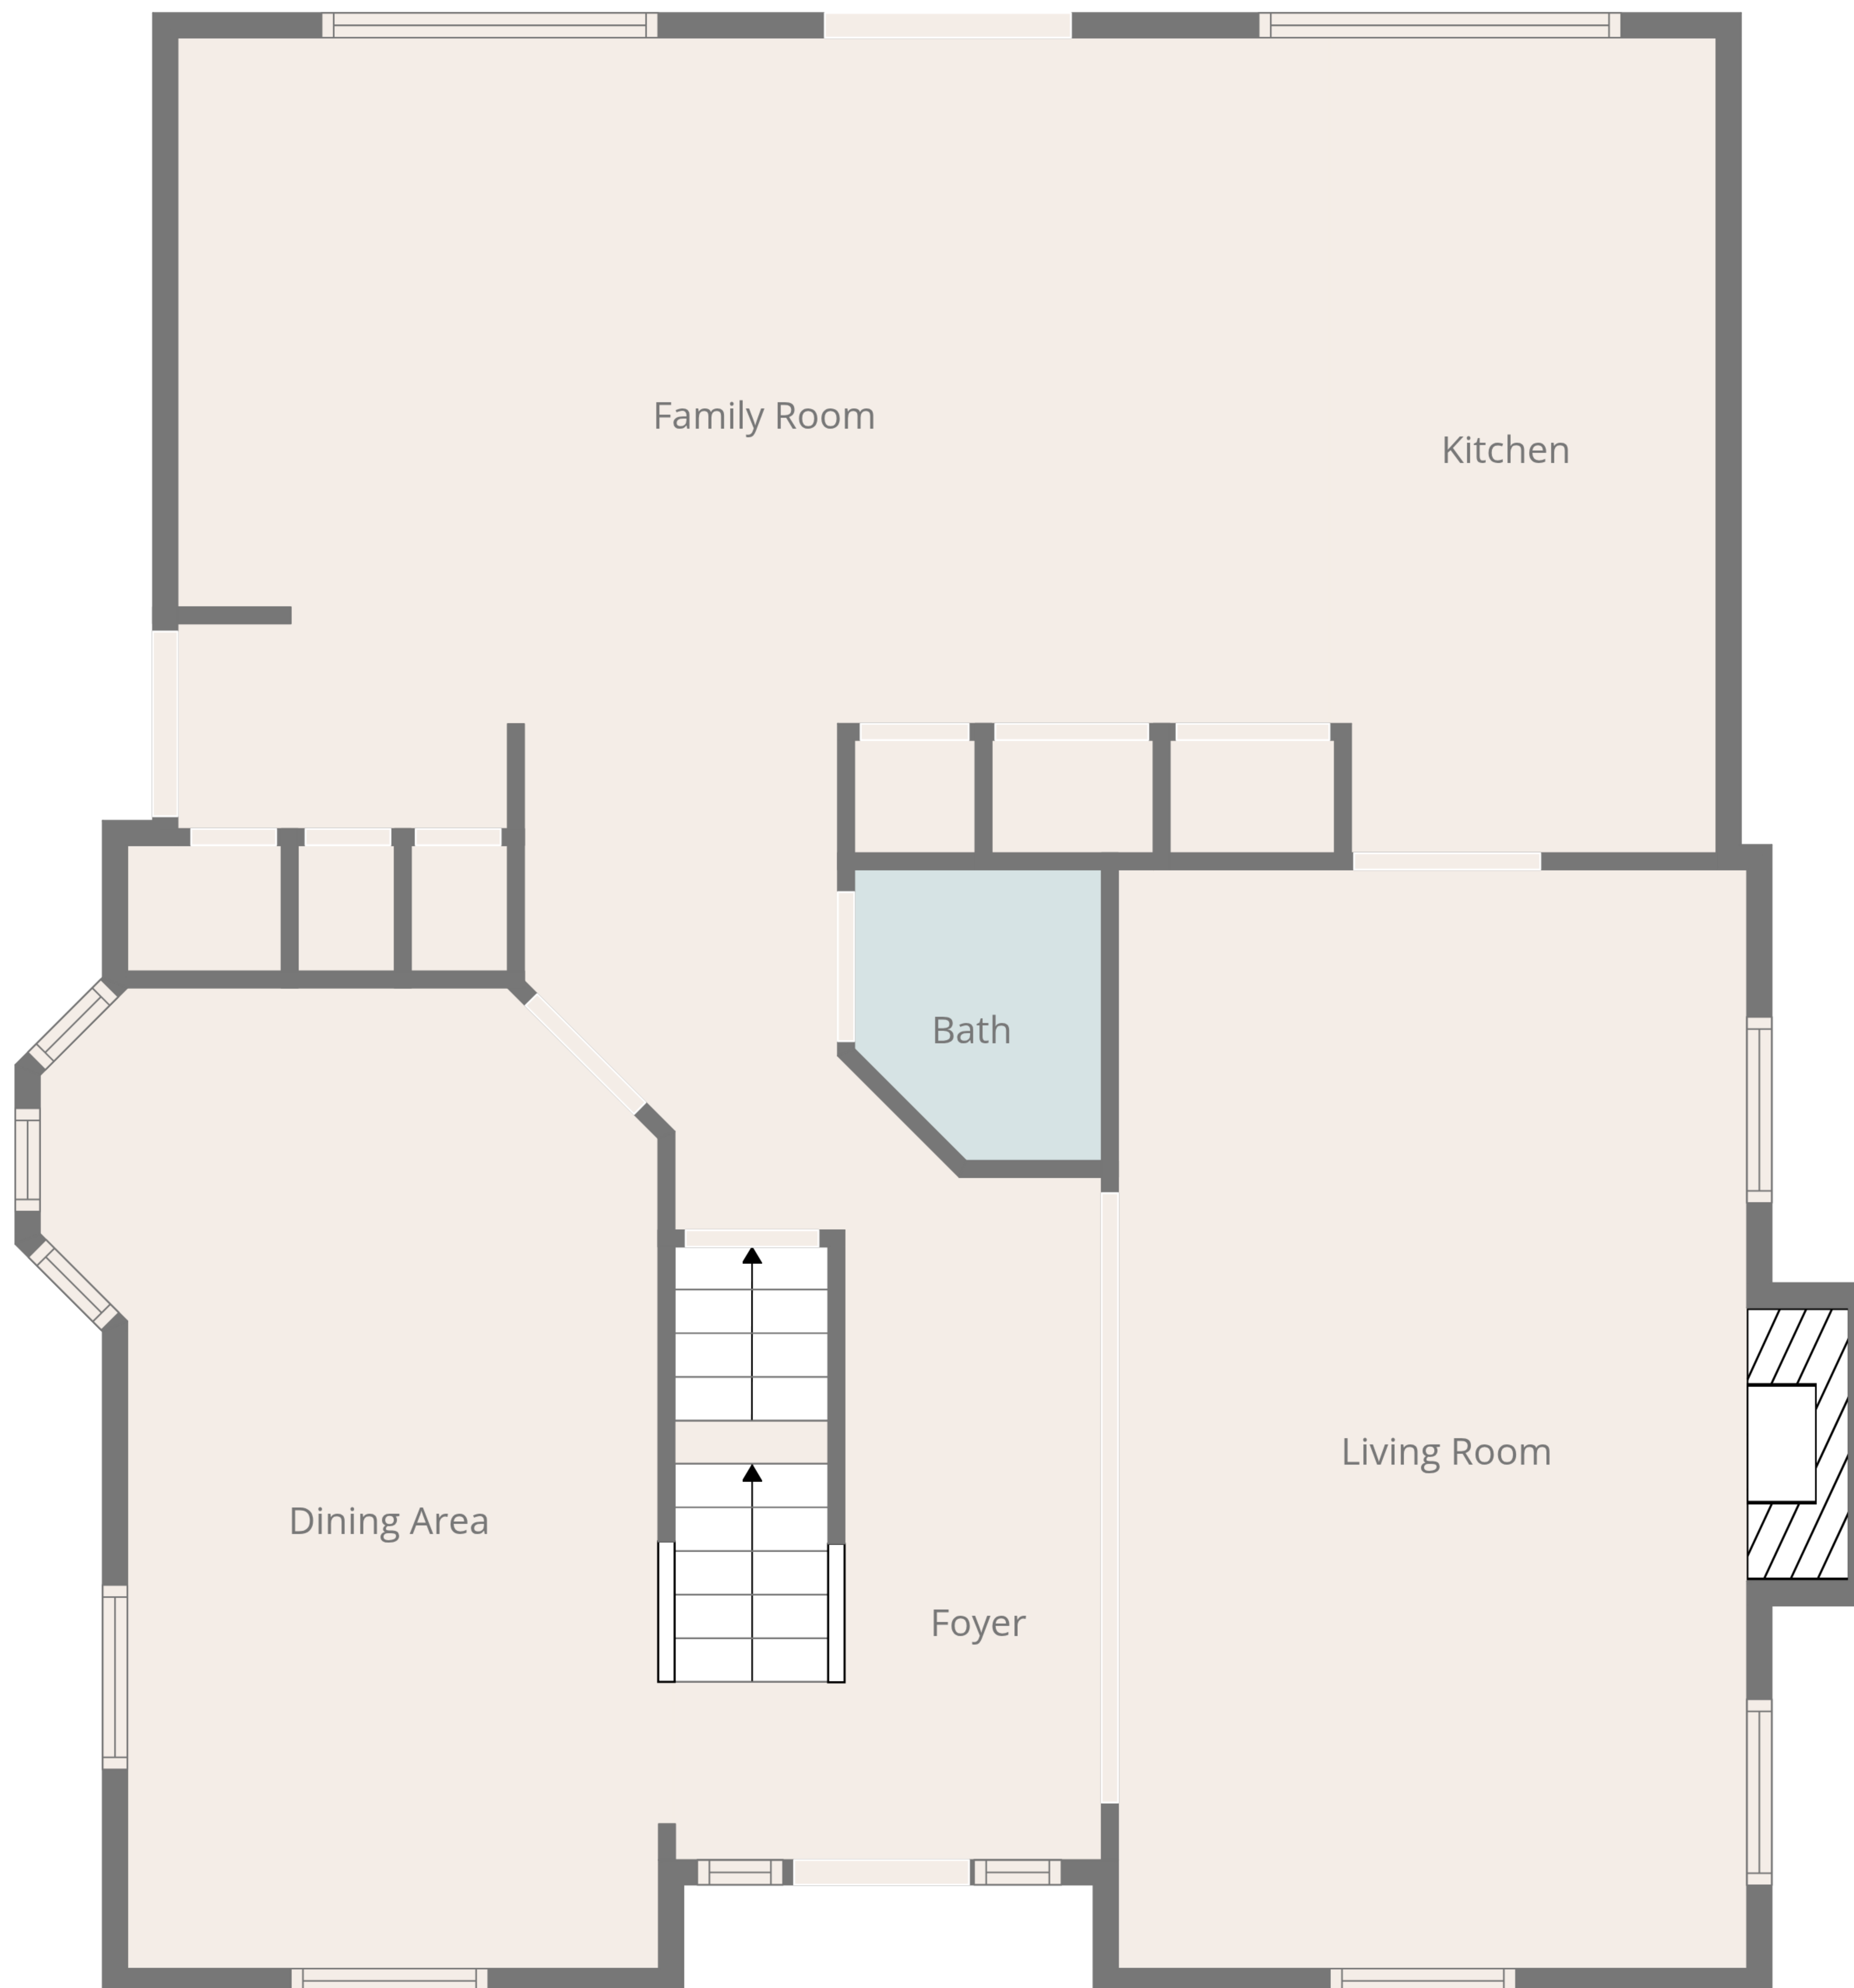 Family Room
Kitchen
Bath
Living Room
Dining Area
Foyer